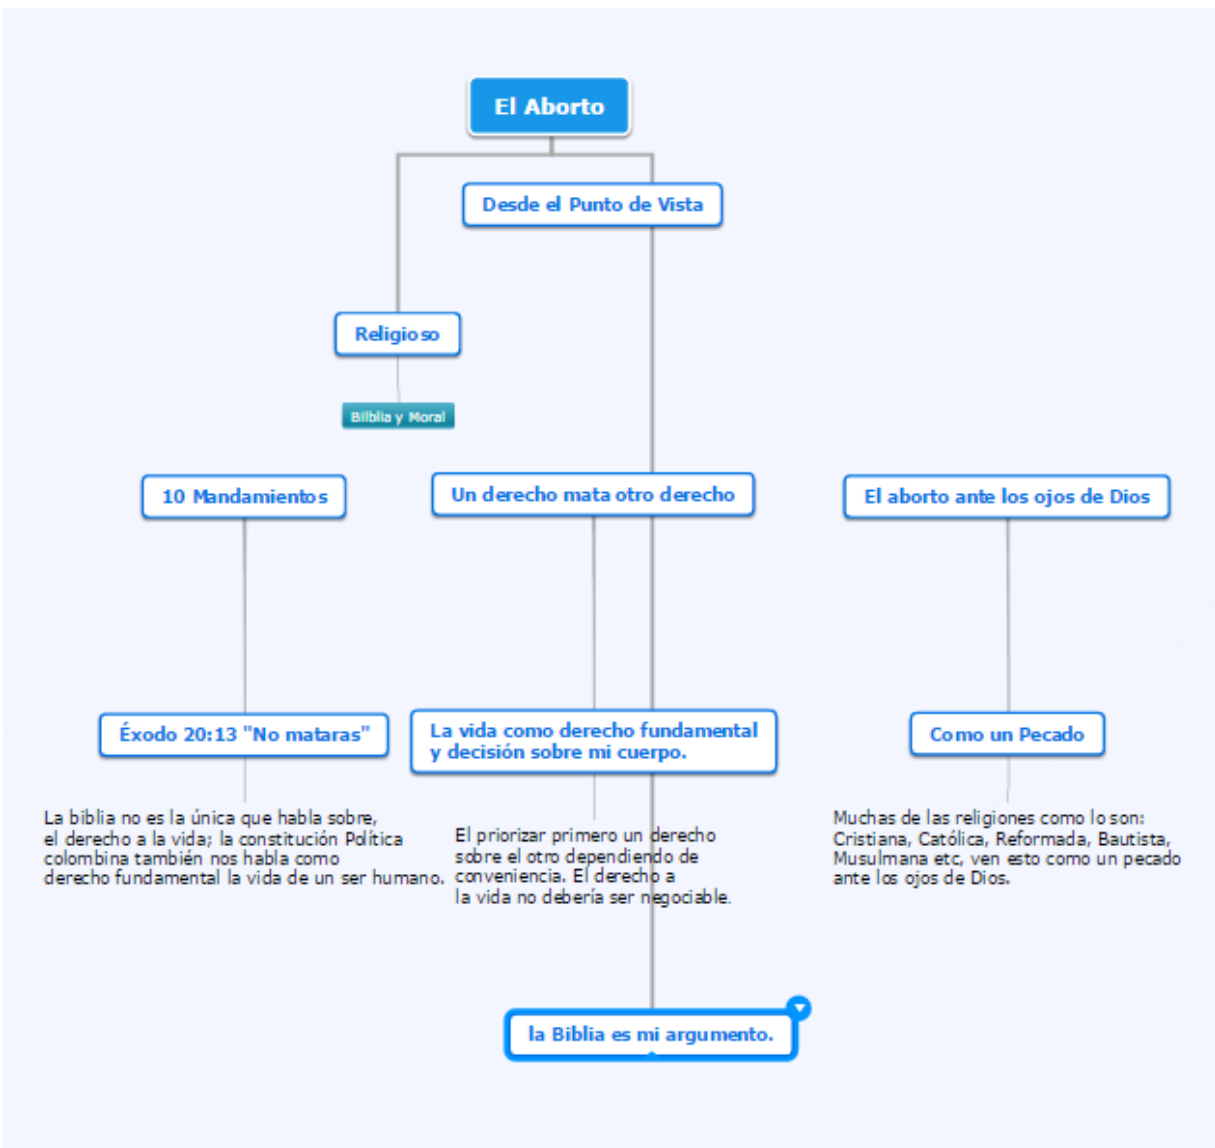 El Aborto
Desde el Punto de Vista
Religioso
Bilblia y Moral
10 Mandamientos
Un derecho mata otro derecho
El aborto ante los ojos de Dios
Éxodo 20:13 "No mataras"
La vida como derecho fundamental
y decisión sobre mi cuerpo.
Como un Pecado
La biblia no es la única que habla sobre,
el derecho a la vida; la constitución Política
colombina también nos habla como
derecho fundamental la vida de un ser humano.
El priorizar primero un derecho
sobre el otro dependiendo de
conveniencia. El derecho a
la vida no debería ser negociable.
Muchas de las religiones como lo son:
Cristiana, Católica, Reformada, Bautista,
Musulmana etc, ven esto como un pecado
ante los ojos de Dios.
la Biblia es mi argumento.